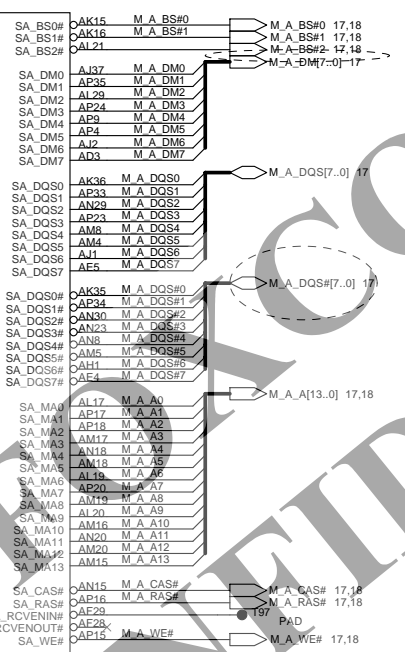 SA_BS0# AK15 M_A_BS#0 M_A_BS#0 17,18
SA_BS1# AK16 M_A_BS#1 M_A_BS#1 17,18
SA_BS2# AL21 M_A_BS#2 17,18
M_A_DM[7..0] 17
SA_DM0 AJ37 M_A_DM0
SA_DM1 AP35 M_A_DM1
SA_DM2 AL29 M_A_DM2
SA_DM3 AP24 M_A_DM3
SA_DM4 AP9 M_A_DM4
SA_DM5 AP4 M_A_DM5
SA_DM6 AJ2 M_A_DM6
SA_DM7 AD3 M_A_DM7
M_A_DQS[7..0] 17
SA_DQS0 AK36 M_A_DQS0
SA_DQS1 AP33 M_A_DQS1
SA_DQS2 AN29 M_A_DQS2
SA_DQS3 AP23 M_A_DQS3
SA_DQS4 AM8 M_A_DQS4
SA_DQS5 AM4 M_A_DQS5
SA_DQS6 AJ1 M_A_DQS6
SA_DQS7 AE5 M_A_DQS7
M_A_DQS#[7..0] 17
SA_DQS0# AK35 M_A_DQS#0
SA_DQS1# AP34 M_A_DQS#1
SA_DQS2# AN30 M_A_DQS#2
SA_DQS3# AN23 M_A_DQS#3
SA_DQS4# AN8 M_A_DQS#4
SA_DQS5# AM5 M_A_DQS#5
SA_DQS6# AH1 M_A_DQS#6
SA_DQS7# AE4 M_A_DQS#7
M_A_A[13..0] 17,18
SA_MA0 AL17 M_A_A0
SA_MA1 AP17 M_A_A1
SA_MA2 AP18 M_A_A2
SA_MA3 AM17 M_A_A3
SA_MA4 AN18 M_A_A4
SA_MA5 AM18 M_A_A5
SA_MA6 AL19 M_A_A6
SA_MA7 AP20 M_A_A7
SA_MA8 AM19 M_A_A8
SA_MA9 AL20 M_A_A9
SA_MA10 AM16 M_A_A10
SA_MA11 AN20 M_A_A11
SA_MA12 AM20 M_A_A12
SA_MA13 AM15 M_A_A13
SA_CAS# AN15 M_A_CAS# M_A_CAS# 17,18
SA_RAS# AP16 M_A_RAS# M_A_RAS# 17,18
_RCVENIN# AF29 T97
RCVENOUT# AF28 PAD
SA_WE# AP15 M_A_WE# M_A_WE# 17,18